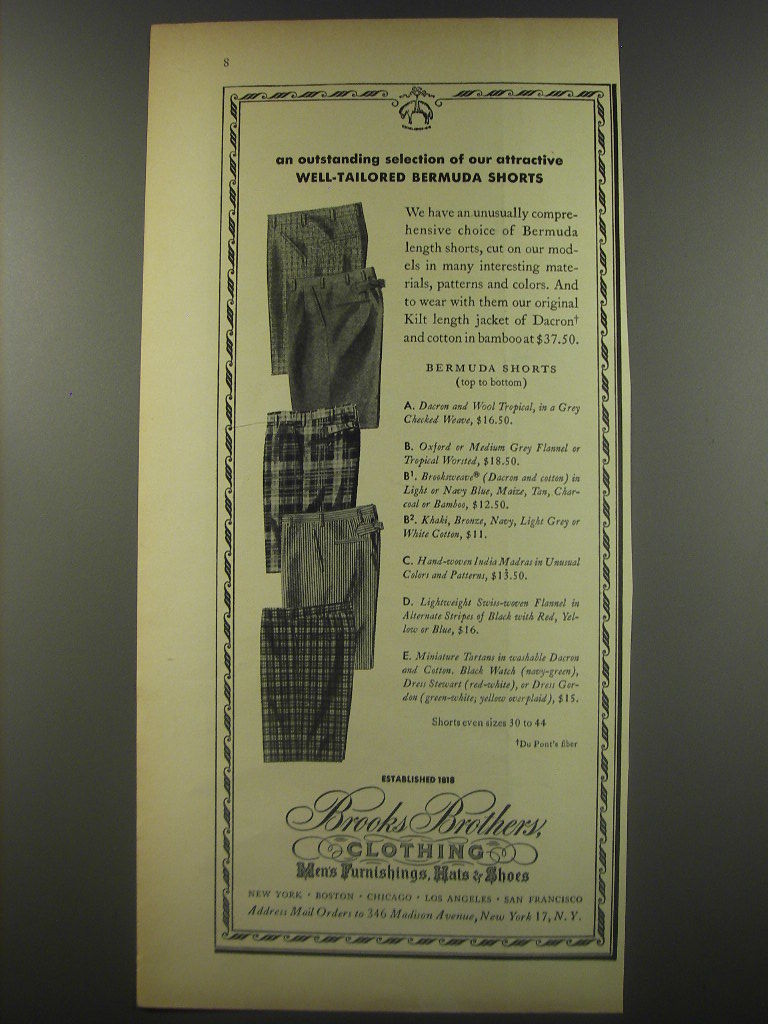 8
an outstanding selection of our attractive
WELL-TAILORED BERMUDA SHORTS
We have an unusually compre-
hensive choice of Bermuda
length shorts, cut on our mod-
els in many interesting mate-
rials, patterns and colors. And
to wear with them our original
Kilt length jacket of Dacron†
and cotton in bamboo at $37.50.
BERMUDA SHORTS
(top to bottom)
A. Dacron and Wool Tropical, in a Grey
Checked Weave, $16.50.
B. Oxford or Medium Grey Flannel or
Tropical Worsted, $18.50.
B¹. Brooksweave® (Dacron and cotton) in
Light or Navy Blue, Maize, Tan, Char-
coal or Bamboo, $12.50.
B². Khaki, Bronze, Navy, Light Grey or
White Cotton, $11.
C. Hand-woven India Madras in Unusual
Colors and Patterns, $13.50.
D. Lightweight Swiss-woven Flannel in
Alternate Stripes of Black with Red, Yel-
low or Blue, $16.
E. Miniature Tartans in washable Dacron
and Cotton. Black Watch (navy-green),
Dress Stewart (red-white), or Dress Gor-
don (green-white; yellow overplaid), $15.
Shorts even sizes 30 to 44
†Du Pont's fiber
ESTABLISHED 1818
Brooks Brothers,
CLOTHING
Men's Furnishings, Hats & Shoes
NEW YORK · BOSTON · CHICAGO · LOS ANGELES · SAN FRANCISCO
Address Mail Orders to 346 Madison Avenue, New York 17, N. Y.